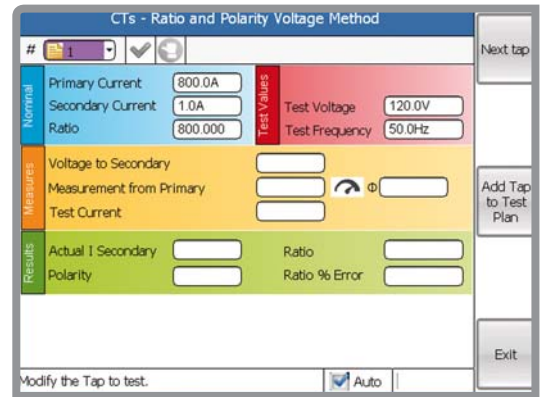 CTs - Ratio and Polarity Voltage Method
# 1
Next tap
Nominal
Primary Current 800.0A
Secondary Current 1.0A
Ratio 800.000
Test Values
Test Voltage 120.0V
Test Frequency 50.0Hz
Measures
Voltage to Secondary
Measurement from Primary Φ
Test Current
Add Tap
to Test
Plan
Results
Actual I Secondary Ratio
Polarity Ratio % Error
Exit
Modify the Tap to test. Auto